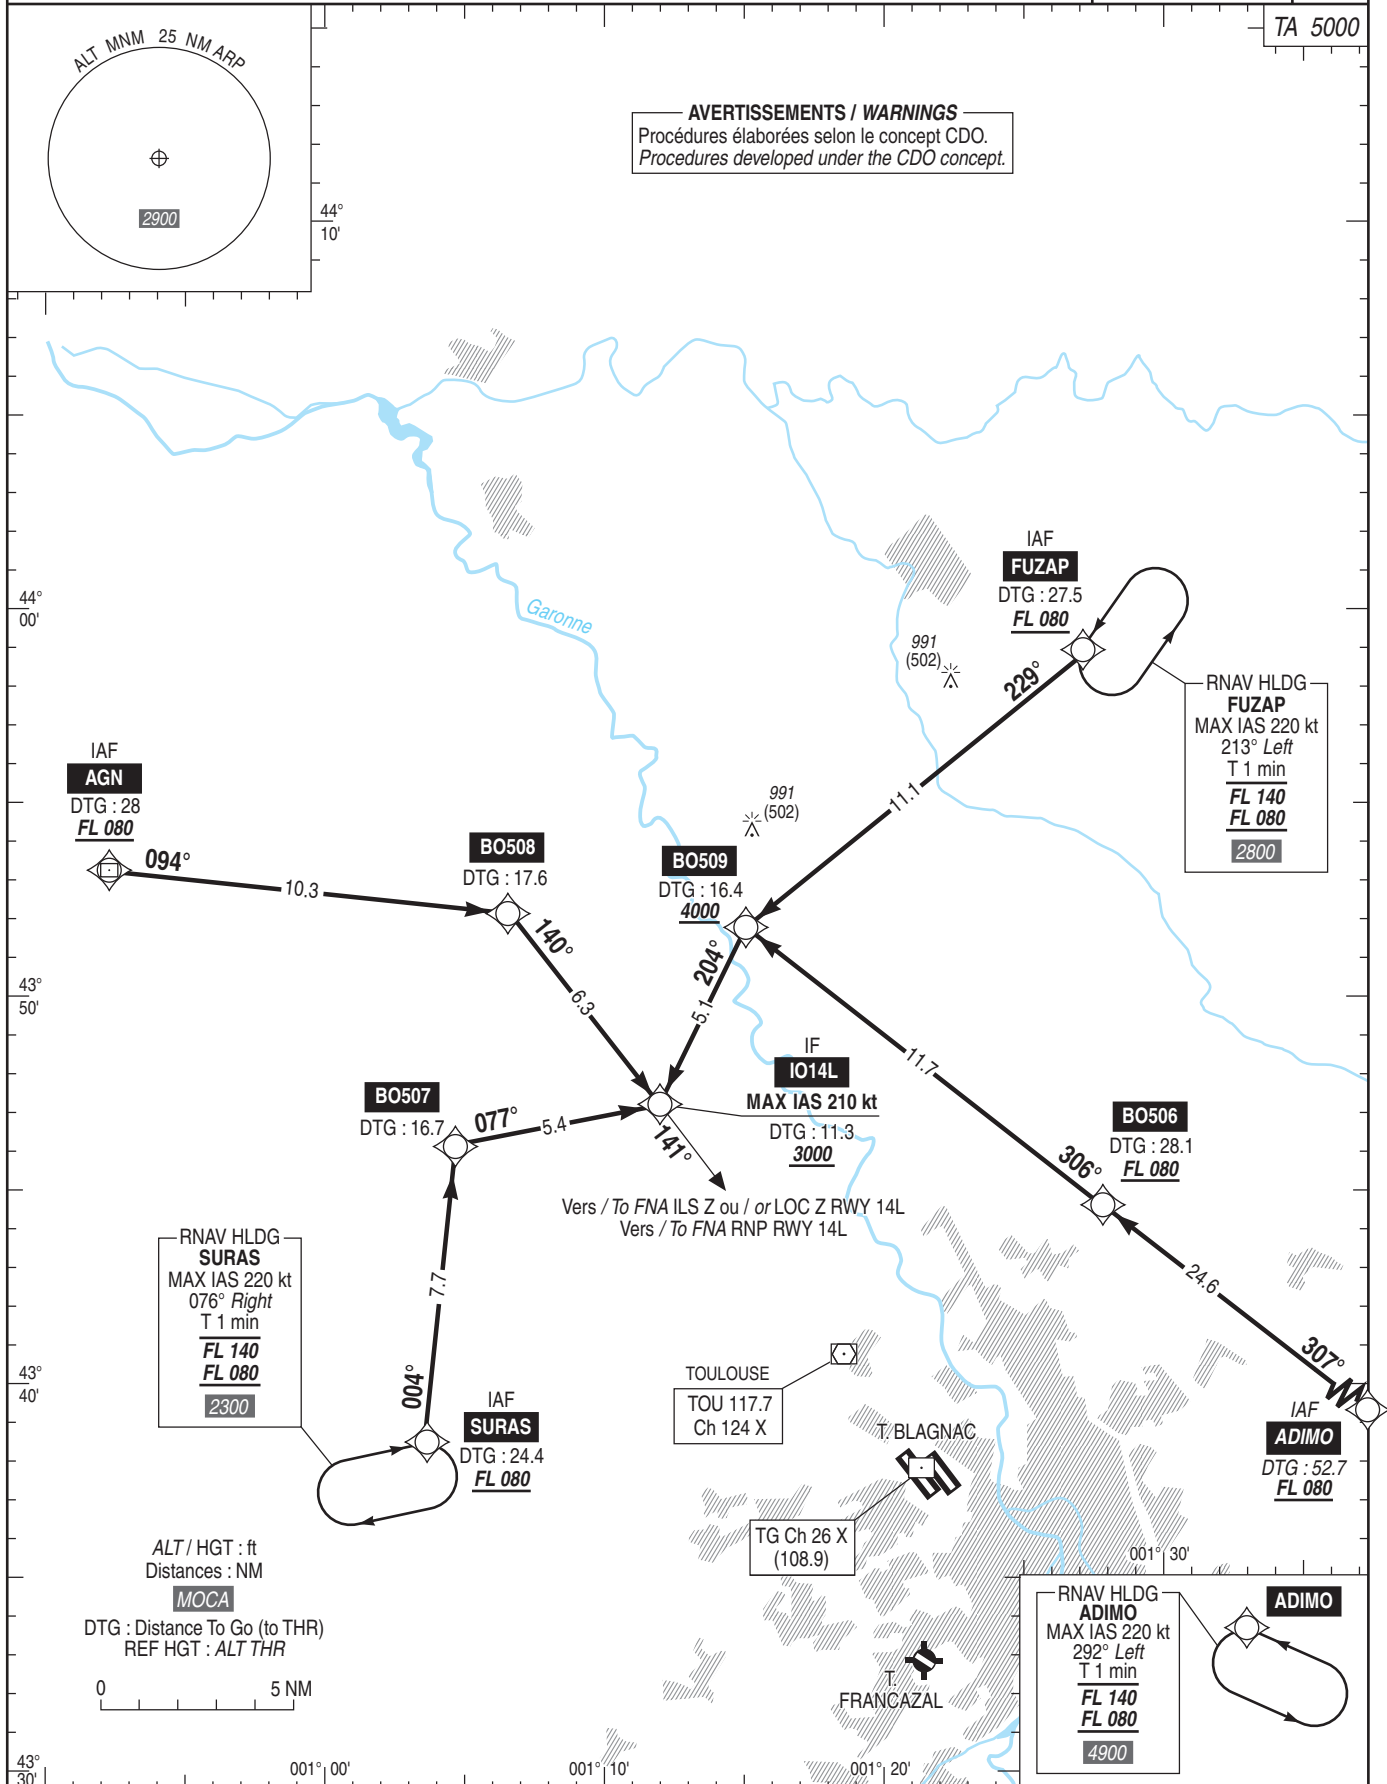 TA 5000
ALT MNM 25 NM ARP
2900
AVERTISSEMENTS / WARNINGS
Procédures élaborées selon le concept CDO.
Procedures developed under the CDO concept.
44°
10'
Garonne
44°
00'
IAF
FUZAP
DTG : 27.5
FL 080
991
(502)
229°
11.1
RNAV HLDG
FUZAP
MAX IAS 220 kt
213° Left
T 1 min
FL 140
FL 080
2800
IAF
AGN
DTG : 28
FL 080
094°
10.3
BO508
DTG : 17.6
140°
6.3
991
(502)
BO509
DTG : 16.4
4000
204°
5.1
43°
50'
IF
IO14L
MAX IAS 210 kt
DTG : 11.3
3000
141°
Vers / To FNA ILS Z ou / or LOC Z RWY 14L
Vers / To FNA RNP RWY 14L
BO507
DTG : 16.7
077°
5.4
11.7
BO506
DTG : 28.1
FL 080
306°
24.6
307°
IAF
ADIMO
DTG : 52.7
FL 080
RNAV HLDG
SURAS
MAX IAS 220 kt
076° Right
T 1 min
FL 140
FL 080
2300
7.7
004°
IAF
SURAS
DTG : 24.4
FL 080
43°
40'
TOULOUSE
TOU 117.7
Ch 124 X
T. BLAGNAC
TG Ch 26 X
(108.9)
T.
FRANCAZAL
ALT / HGT : ft
Distances : NM
MOCA
DTG : Distance To Go (to THR)
REF HGT : ALT THR
0 5 NM
001° 30'
RNAV HLDG
ADIMO
MAX IAS 220 kt
292° Left
T 1 min
FL 140
FL 080
4900
ADIMO
43°
30'
001° 00'
001° 10'
001° 20'